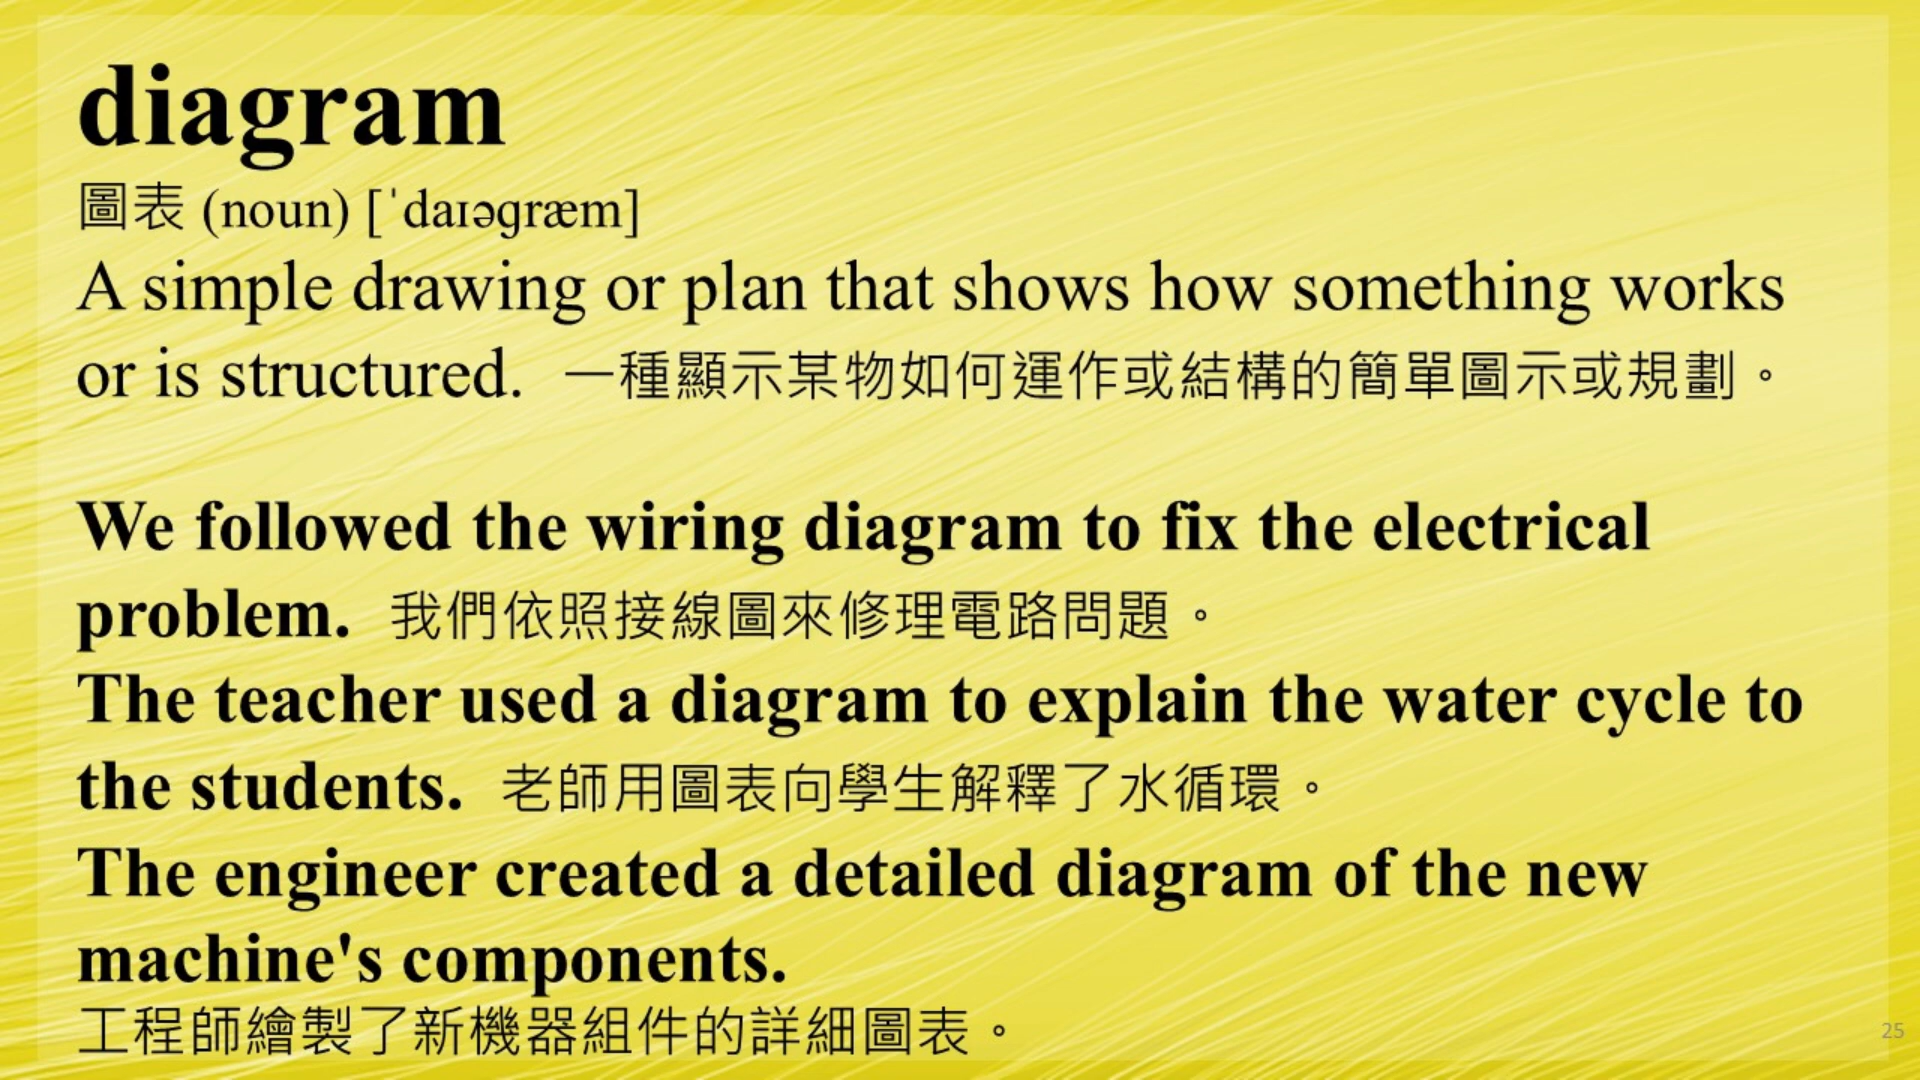 diagram
圖表 (noun) [ˈdaɪəɡræm]
A simple drawing or plan that shows how something works
or is structured. 一種顯示某物如何運作或結構的簡單圖示或規劃。
We followed the wiring diagram to fix the electrical
problem. 我們依照接線圖來修理電路問題。
The teacher used a diagram to explain the water cycle to
the students. 老師用圖表向學生解釋了水循環。
The engineer created a detailed diagram of the new
machine's components.
工程師繪製了新機器組件的詳細圖表。
25